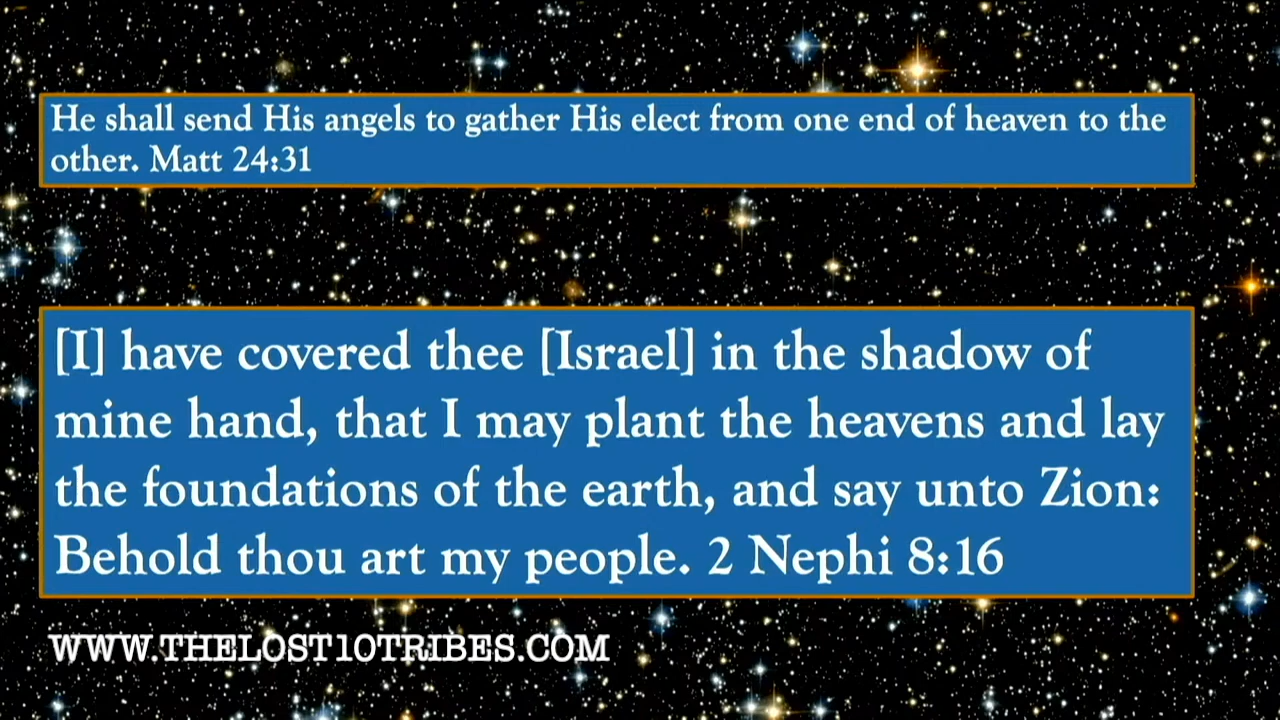 He shall send His angels to gather His elect from one end of heaven to the
other. Matt 24:31
[I] have covered thee [Israel] in the shadow of
mine hand, that I may plant the heavens and lay
the foundations of the earth, and say unto Zion:
Behold thou art my people. 2 Nephi 8:16
WWW.THELOST10TRIBES.COM